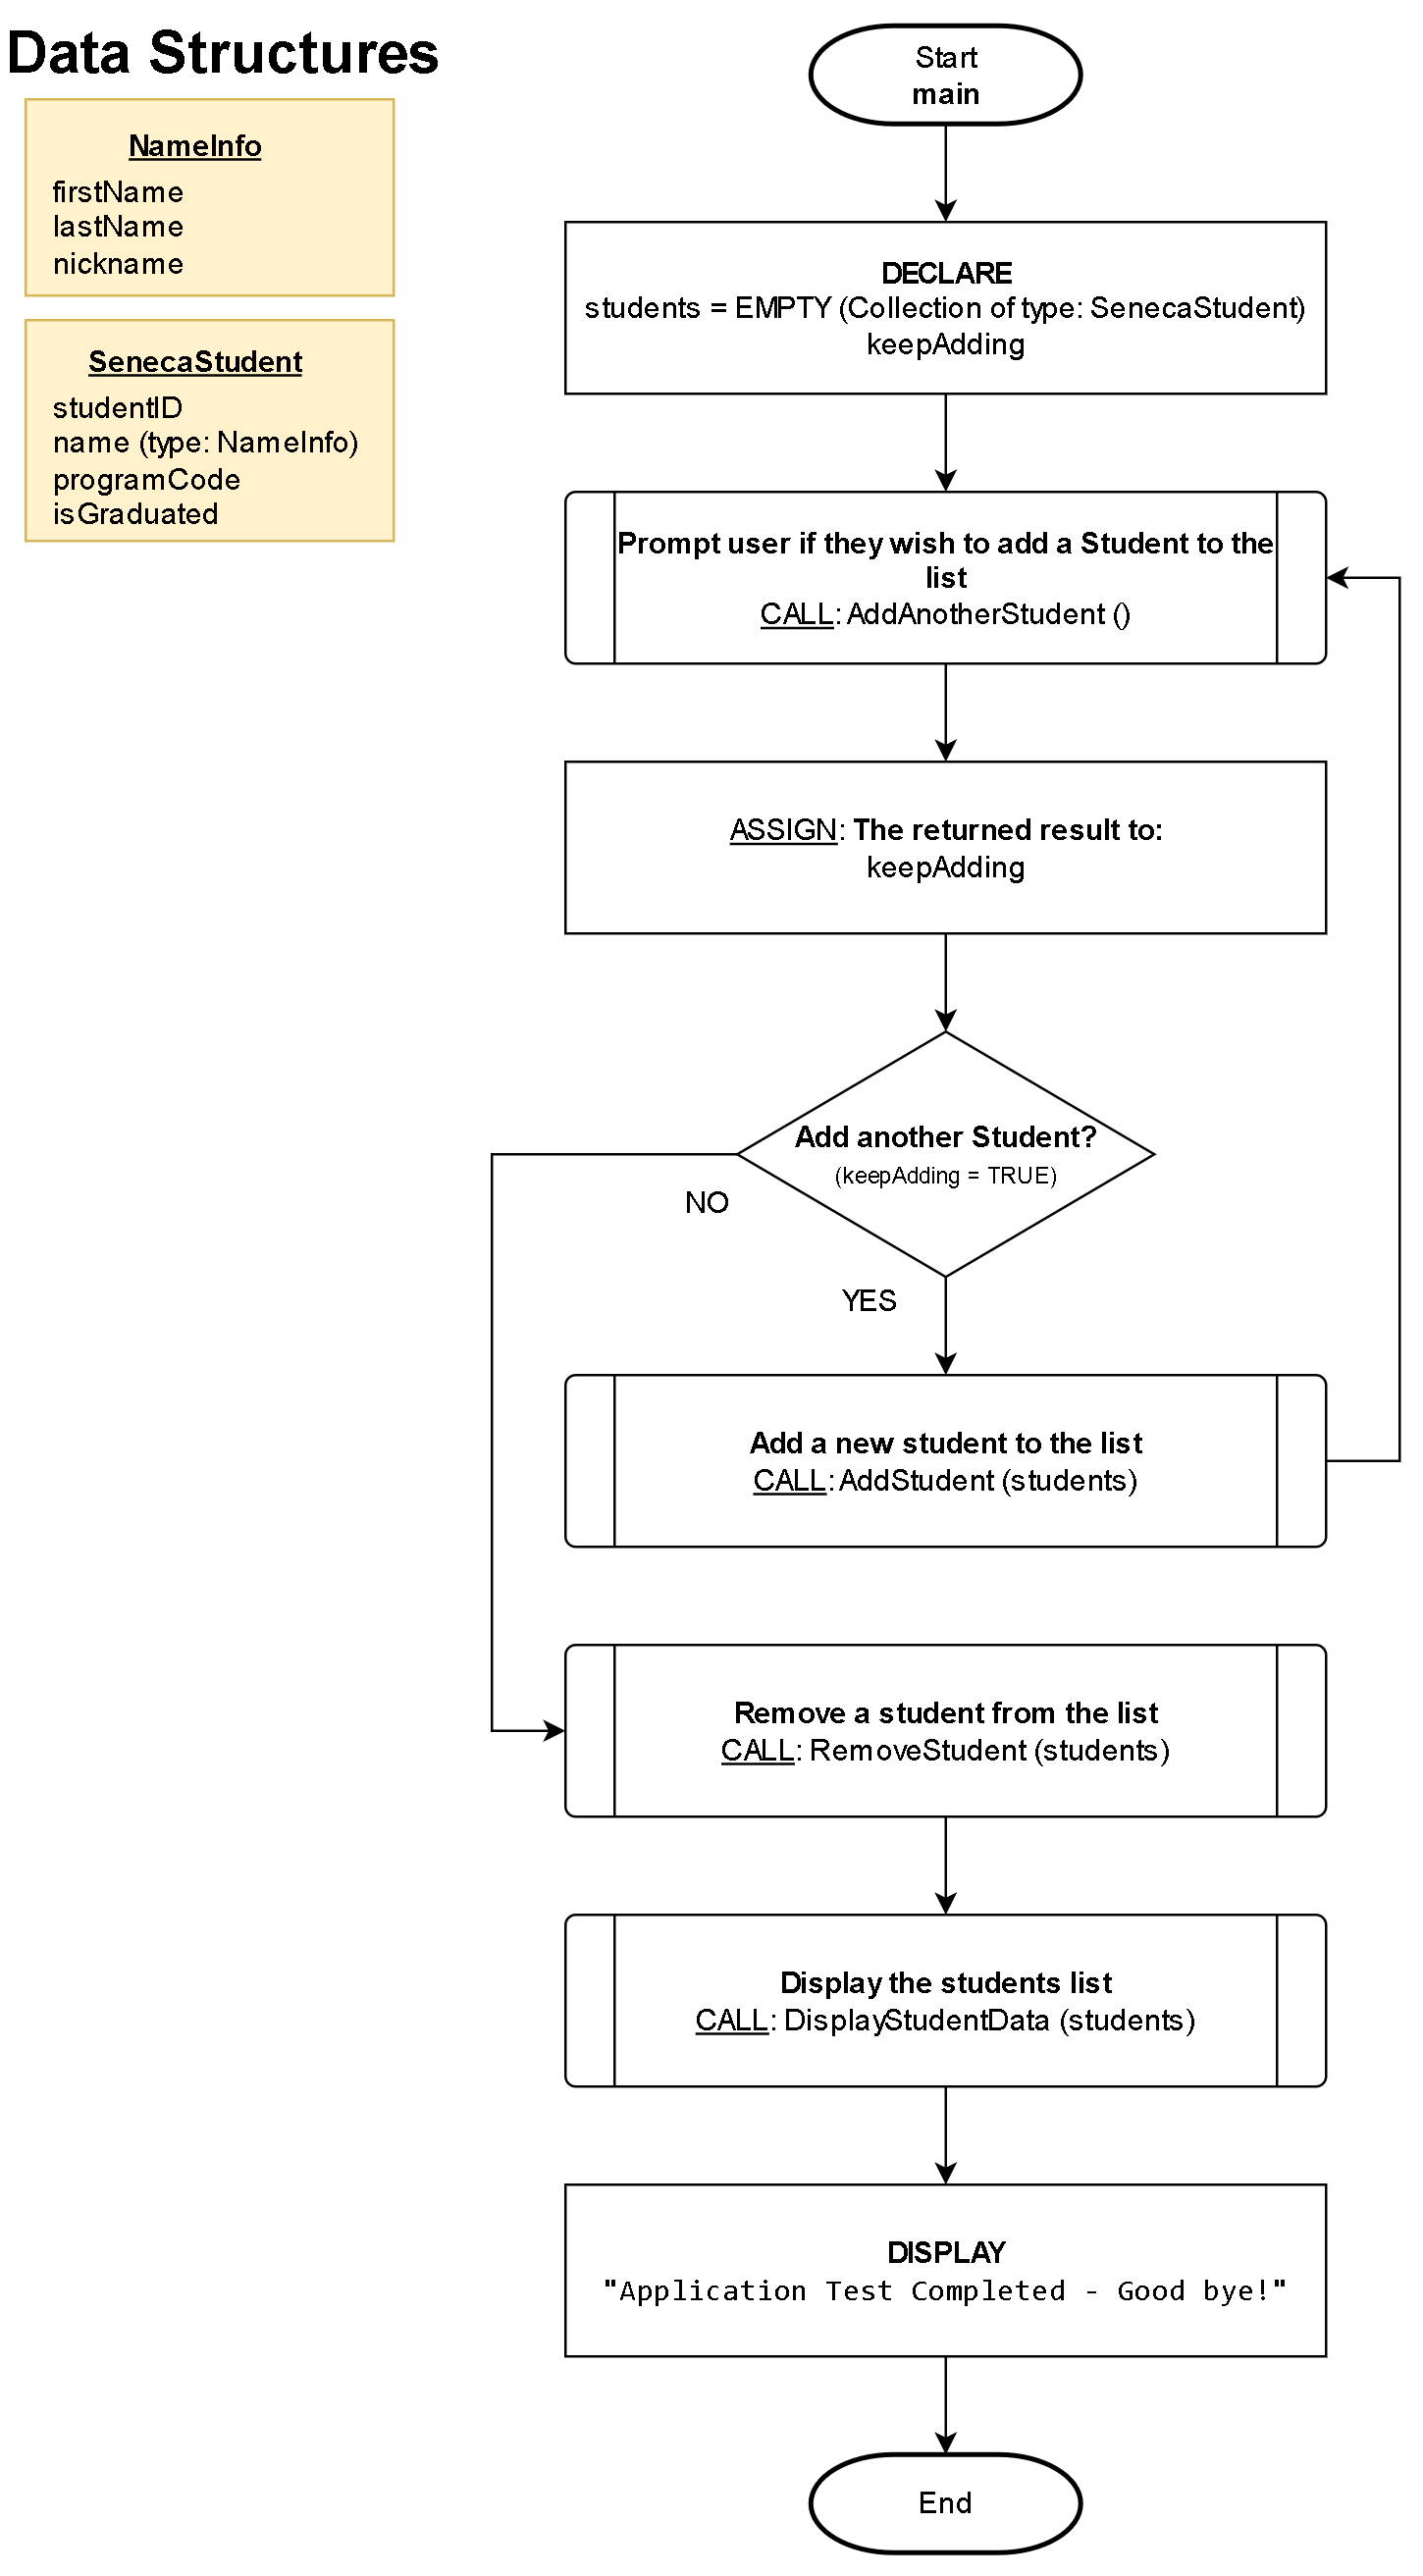 Data Structures
NameInfo
firstName
lastName
nickname
SenecaStudent
studentID
name (type: NameInfo)
programCode
isGraduated
Start
main
DECLARE
students = EMPTY (Collection of type: SenecaStudent)
keepAdding
Prompt user if they wish to add a Student to the
list
CALL: AddAnotherStudent ()
ASSIGN: The returned result to:
keepAdding
Add another Student?
(keepAdding = TRUE)
NO
YES
Add a new student to the list
CALL: AddStudent (students)
Remove a student from the list
CALL: RemoveStudent (students)
Display the students list
CALL: DisplayStudentData (students)
DISPLAY
"Application Test Completed - Good bye!"
End